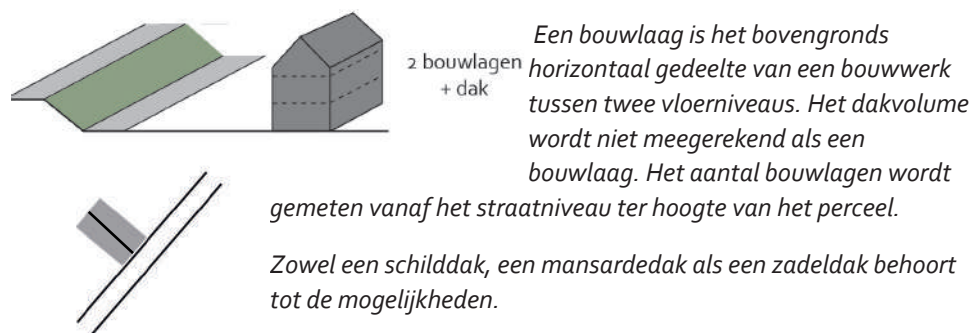 2 bouwlagen
+ dak
Een bouwlaag is het bovengronds
horizontaal gedeelte van een bouwwerk
tussen twee vloerniveaus. Het dakvolume
wordt niet meegerekend als een
bouwlaag. Het aantal bouwlagen wordt
gemeten vanaf het straatniveau ter hoogte van het perceel.
Zowel een schilddak, een mansardedak als een zadeldak behoort
tot de mogelijkheden.